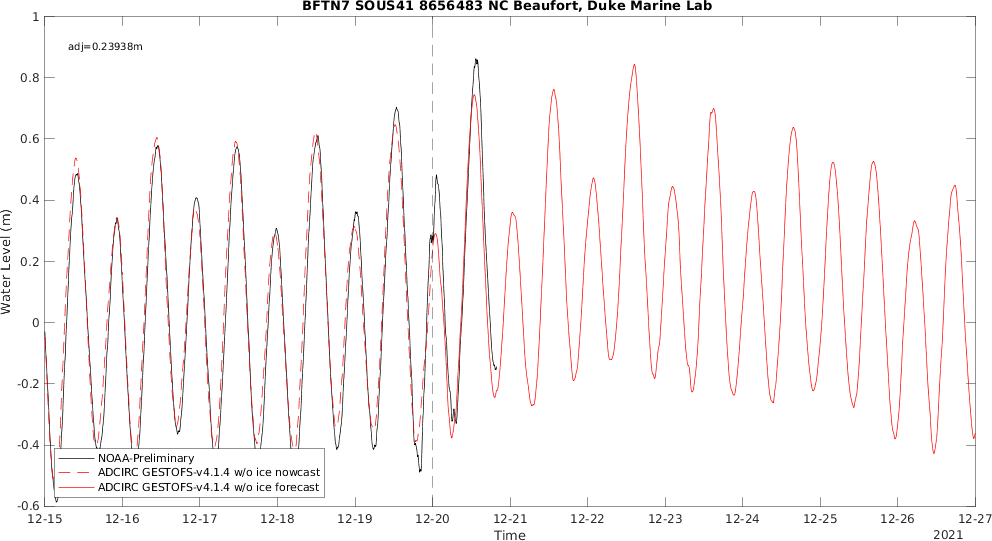 BFTN7 SOUS41 8656483 NC Beaufort, Duke Marine Lab
adj=0.23938m
Water Level (m)
1
0.8
0.6
0.4
0.2
0
-0.2
-0.4
-0.6
NOAA-Preliminary
ADCIRC GESTOFS-v4.1.4 w/o ice nowcast
ADCIRC GESTOFS-v4.1.4 w/o ice forecast
12-15 12-16 12-17 12-18 12-19 12-20 12-21 12-22 12-23 12-24 12-25 12-26 12-27
Time
2021